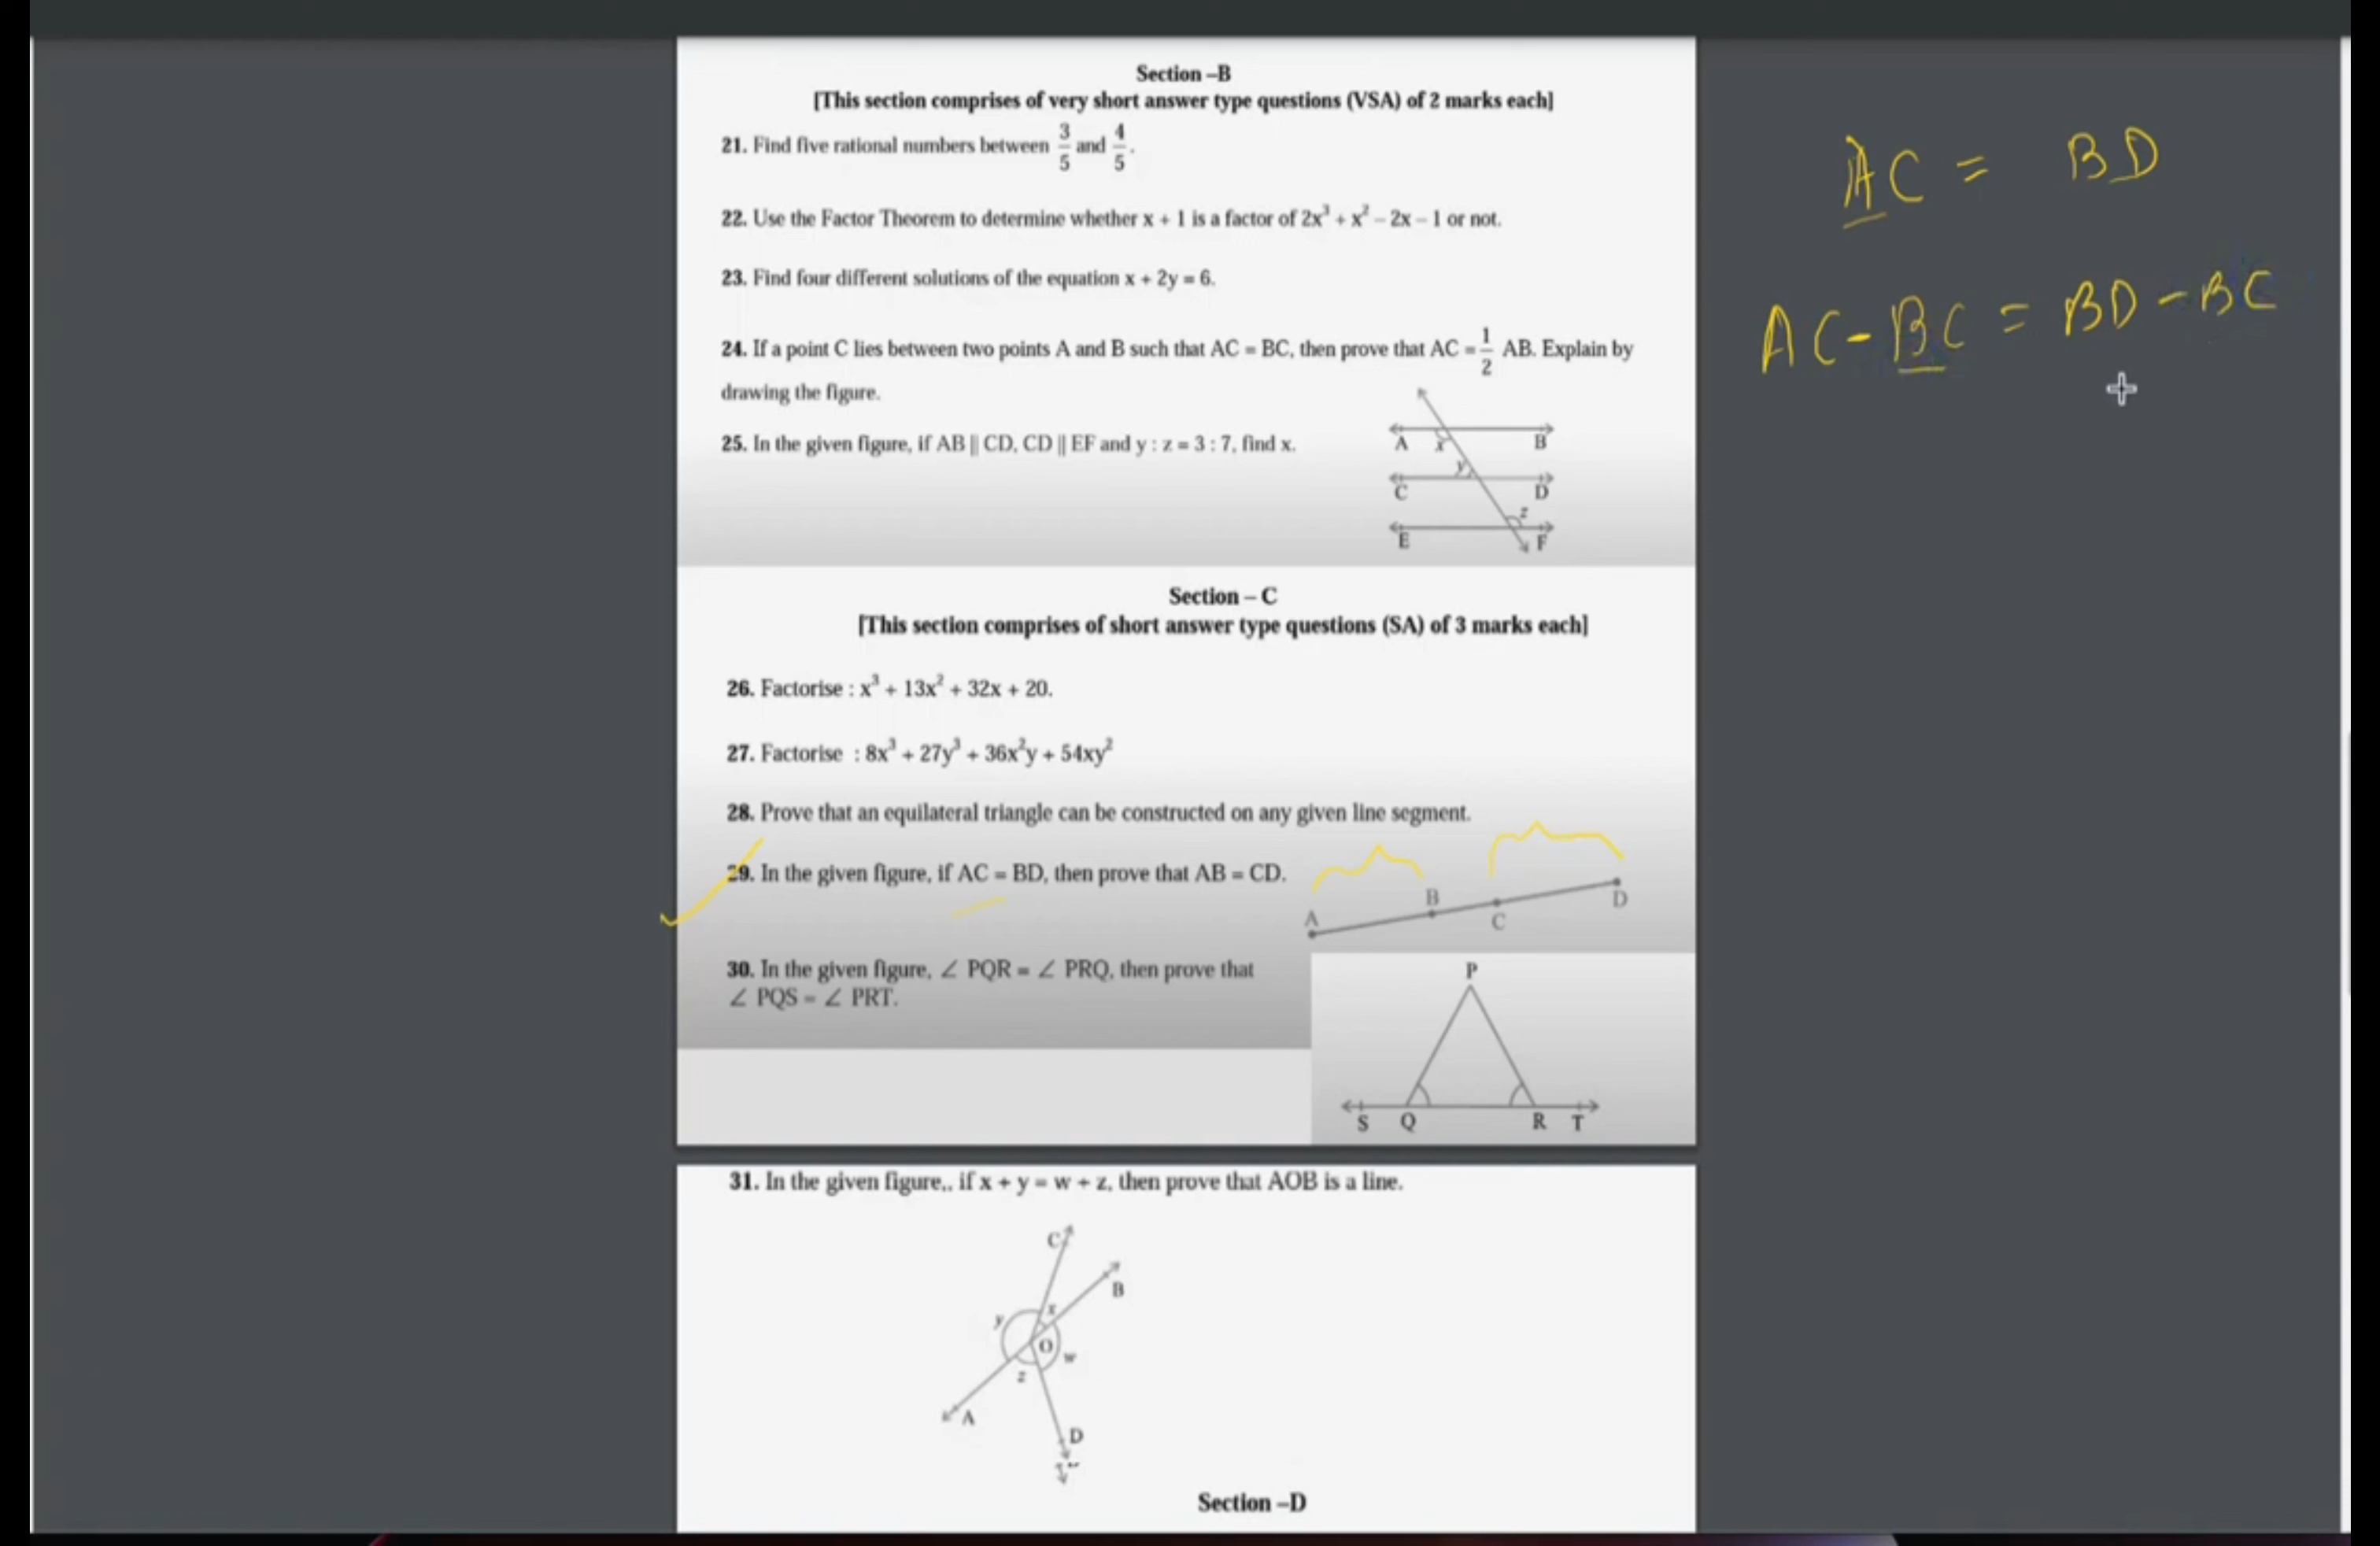 Section –B
[This section comprises of very short answer type questions (VSA) of 2 marks each]
21. Find five rational numbers between 3/5 and 4/5.
22. Use the Factor Theorem to determine whether x + 1 is a factor of 2x³ + x² – 2x – 1 or not.
23. Find four different solutions of the equation x + 2y = 6.
24. If a point C lies between two points A and B such that AC = BC, then prove that AC = 1/2 AB. Explain by
drawing the figure.
25. In the given figure, if AB || CD, CD || EF and y : z = 3 : 7, find x.
A x B
y
C D
z
E F
Section – C
[This section comprises of short answer type questions (SA) of 3 marks each]
26. Factorise : x³ + 13x² + 32x + 20.
27. Factorise : 8x³ + 27y³ + 36x²y + 54xy²
28. Prove that an equilateral triangle can be constructed on any given line segment.
29. In the given figure, if AC = BD, then prove that AB = CD.
A B C D
30. In the given figure, ∠ PQR = ∠ PRQ, then prove that
∠ PQS = ∠ PRT.
P
S Q R T
31. In the given figure,, if x + y = w + z, then prove that AOB is a line.
C
B
y x
O
w
z
A
D
Section –D
AC = BD
AC - BC = BD - BC